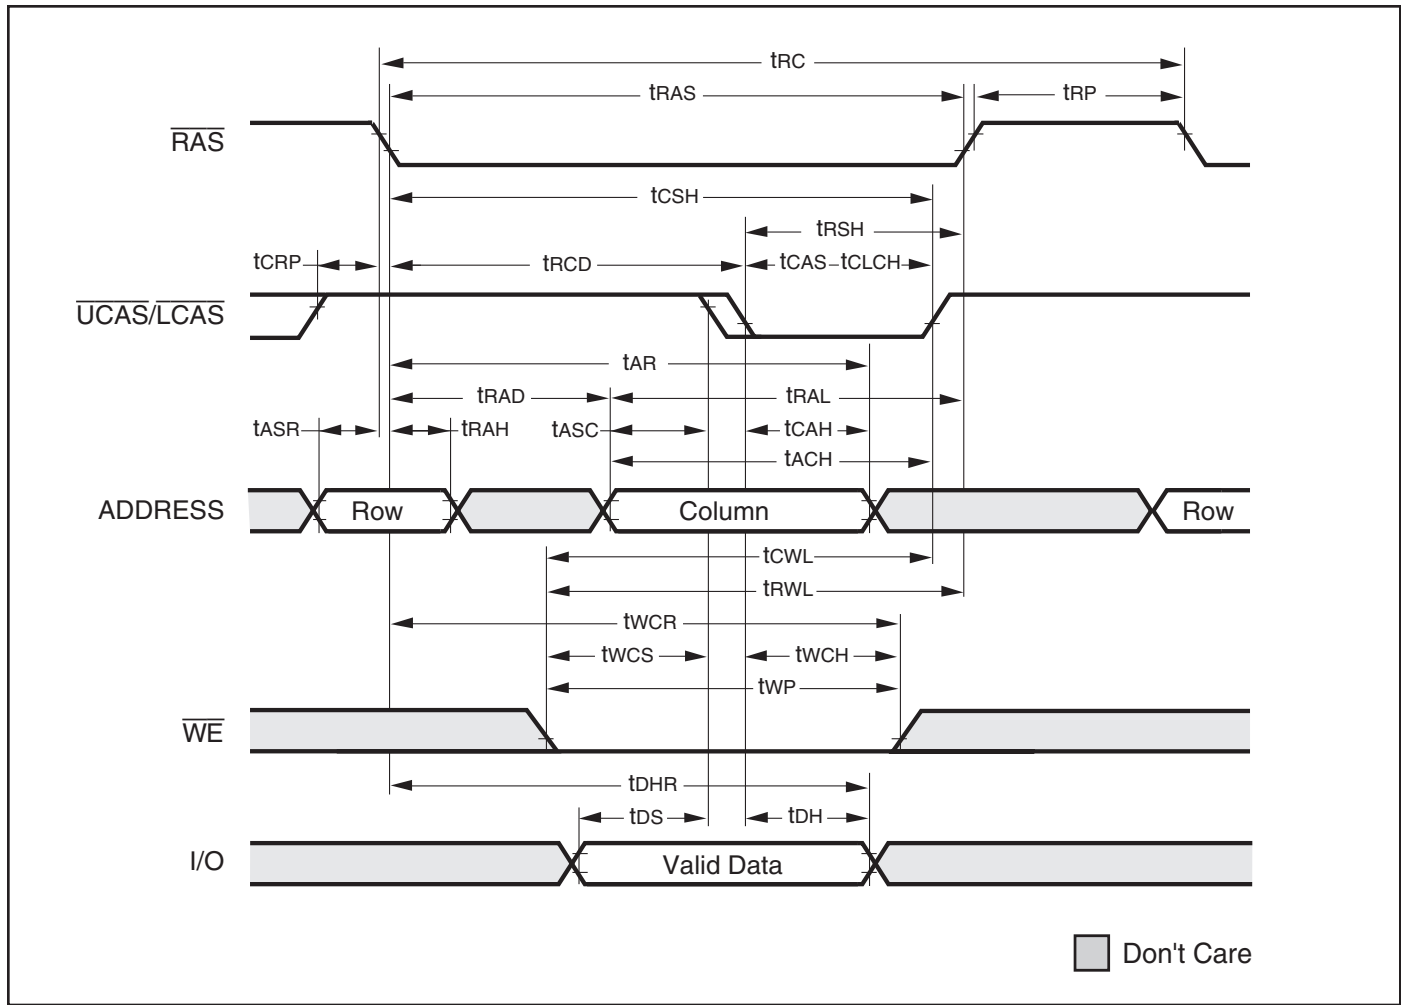 tRC
tRAS
tRP
RAS
tCSH
tRSH
tCRP
tRCD
tCAS tCLCH
UCAS/LCAS
tAR
tRAD
tRAL
tASR
tRAH
tASC
tCAH
tACH
ADDRESS
Row
Column
Row
tCWL
tRWL
tWCR
tWCS
tWCH
tWP
WE
tDHR
tDS
tDH
I/O
Valid Data
Don't Care